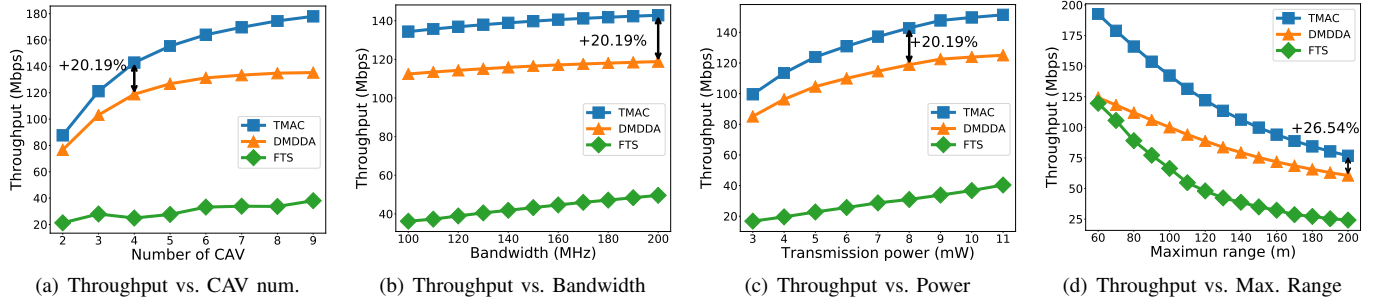 Throughput (Mbps)
180
160
140
120
100
80
60
40
20
2 3 4 5 6 7 8 9
Number of CAV
+20.19%
TMAC
DMDDA
FTS
(a) Throughput vs. CAV num.
Throughput (Mbps)
140
120
100
80
60
40
100 120 140 160 180 200
Bandwidth (MHz)
+20.19%
TMAC
DMDDA
FTS
(b) Throughput vs. Bandwidth
Throughput (Mbps)
140
120
100
80
60
40
20
3 4 5 6 7 8 9 10 11
Transmission power (mW)
+20.19%
TMAC
DMDDA
FTS
(c) Throughput vs. Power
Throughput (Mbps)
200
175
150
125
100
75
50
25
60 80 100 120 140 160 180 200
Maximun range (m)
+26.54%
TMAC
DMDDA
FTS
(d) Throughput vs. Max. Range